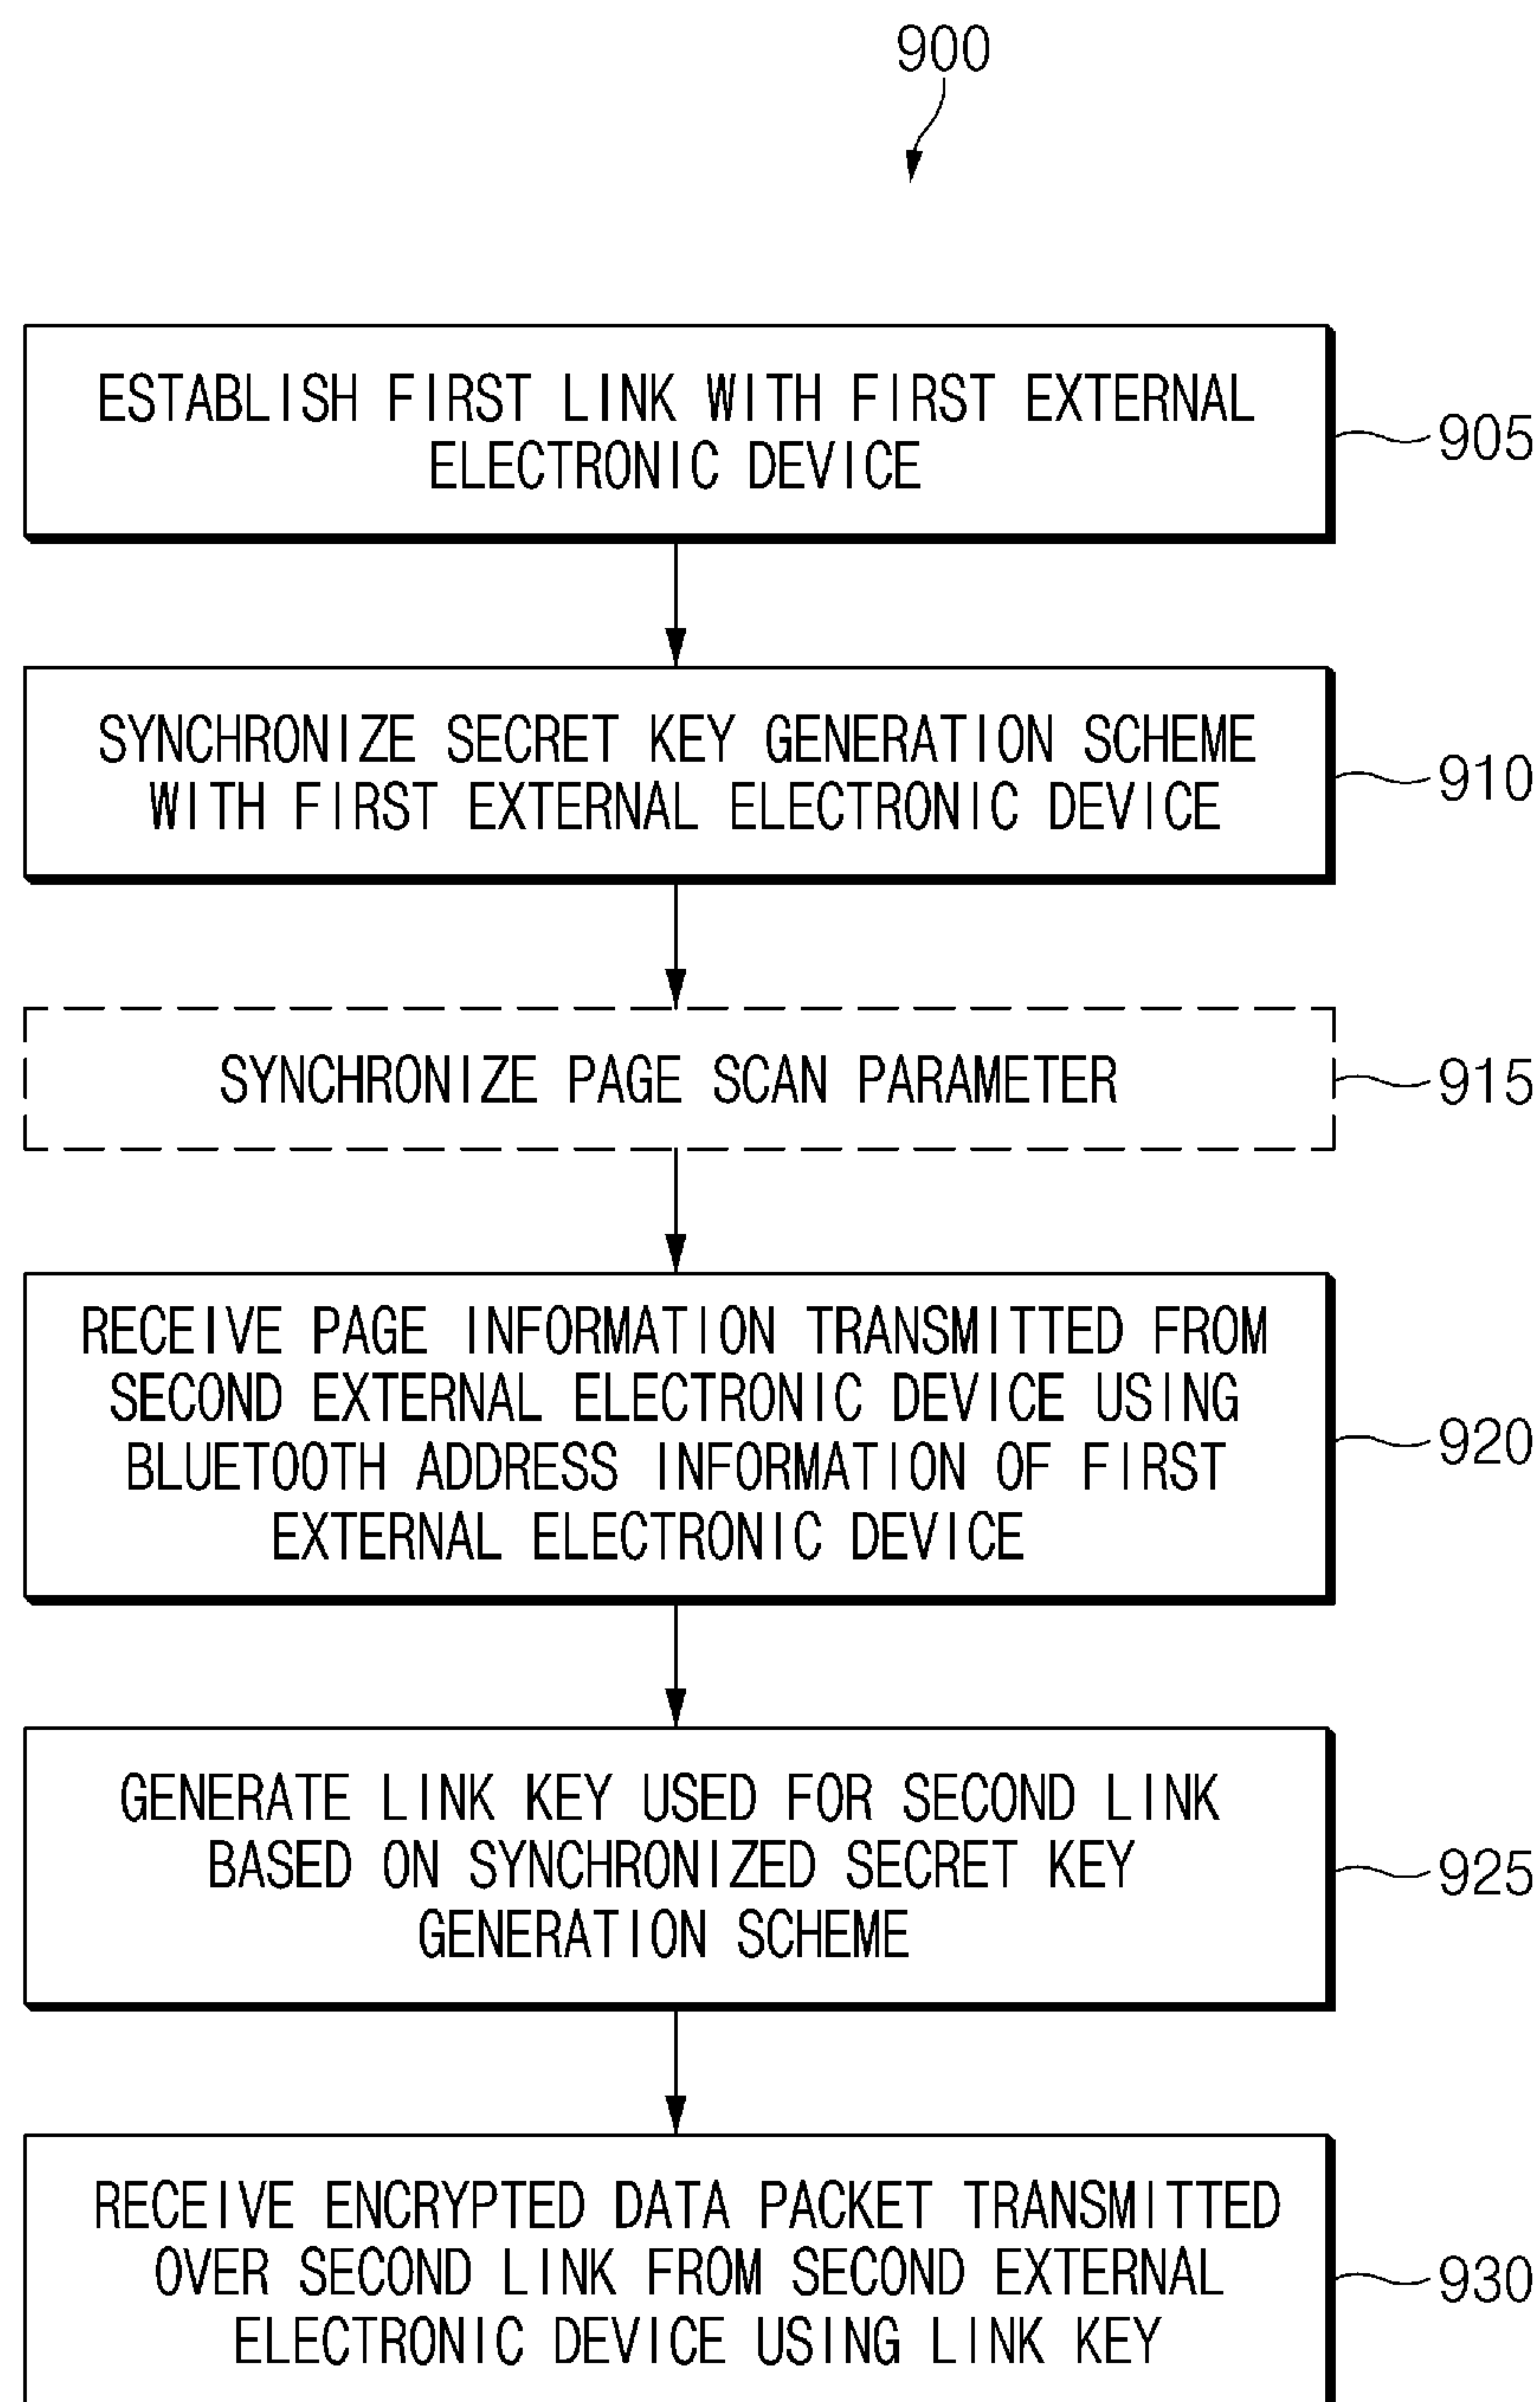 900
ESTABLISH FIRST LINK WITH FIRST EXTERNAL
ELECTRONIC DEVICE
905
SYNCHRONIZE SECRET KEY GENERATION SCHEME
WITH FIRST EXTERNAL ELECTRONIC DEVICE
910
SYNCHRONIZE PAGE SCAN PARAMETER
915
RECEIVE PAGE INFORMATION TRANSMITTED FROM
SECOND EXTERNAL ELECTRONIC DEVICE USING
BLUETOOTH ADDRESS INFORMATION OF FIRST
EXTERNAL ELECTRONIC DEVICE
920
GENERATE LINK KEY USED FOR SECOND LINK
BASED ON SYNCHRONIZED SECRET KEY
GENERATION SCHEME
925
RECEIVE ENCRYPTED DATA PACKET TRANSMITTED
OVER SECOND LINK FROM SECOND EXTERNAL
ELECTRONIC DEVICE USING LINK KEY
930